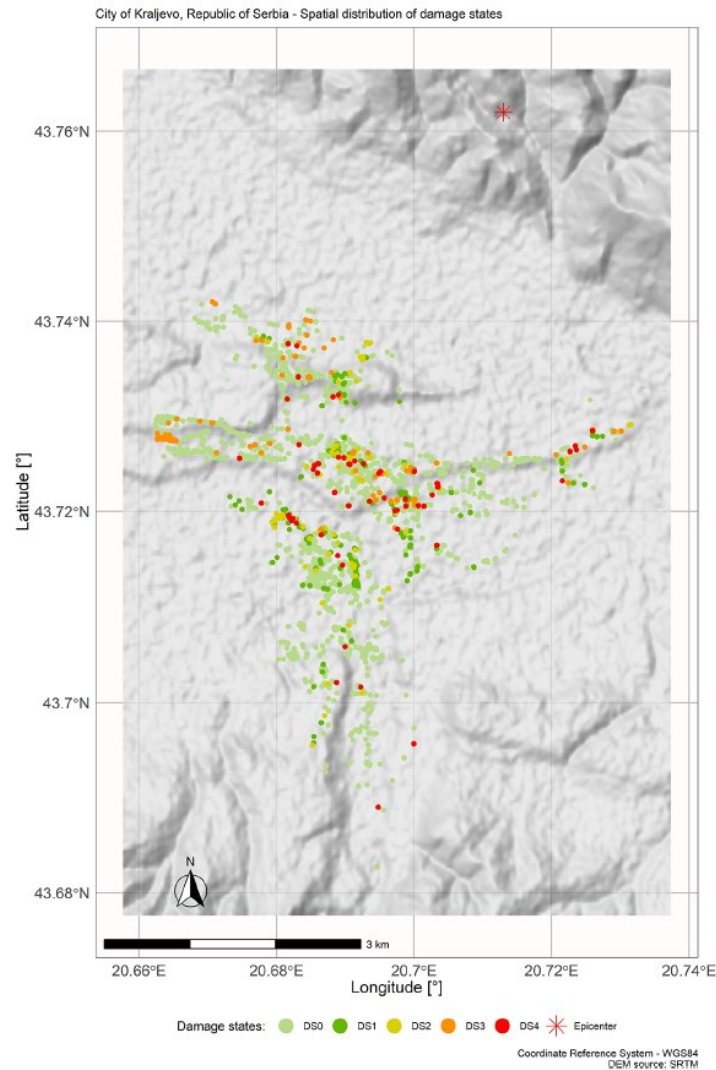 City of Kraljevo, Republic of Serbia - Spatial distribution of damage states
43.76°N
43.74°N
43.72°N
43.7°N
43.68°N
Latitude [°]
N
3 km
20.66°E
20.68°E
20.7°E
20.72°E
20.74°E
Longitude [°]
Damage states: DS0 DS1 DS2 DS3 DS4 Epicenter
Coordinate Reference System - WGS84
DEM source: SRTM